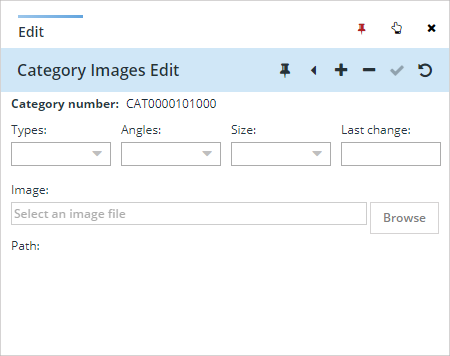 Edit
Category Images Edit
Category number: CAT0000101000
Types: Angles: Size: Last change:
Image:
Select an image file Browse
Path: